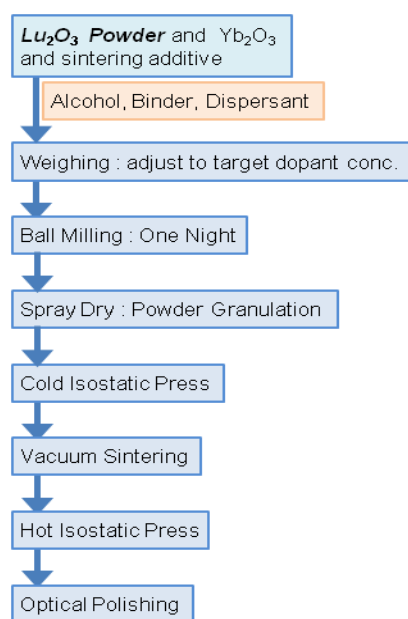 Lu₂O₃ Powder and Yb₂O₃
and sintering additive
Alcohol, Binder, Dispersant
Weighing : adjust to target dopant conc.
Ball Milling : One Night
Spray Dry : Powder Granulation
Cold Isostatic Press
Vacuum Sintering
Hot Isostatic Press
Optical Polishing